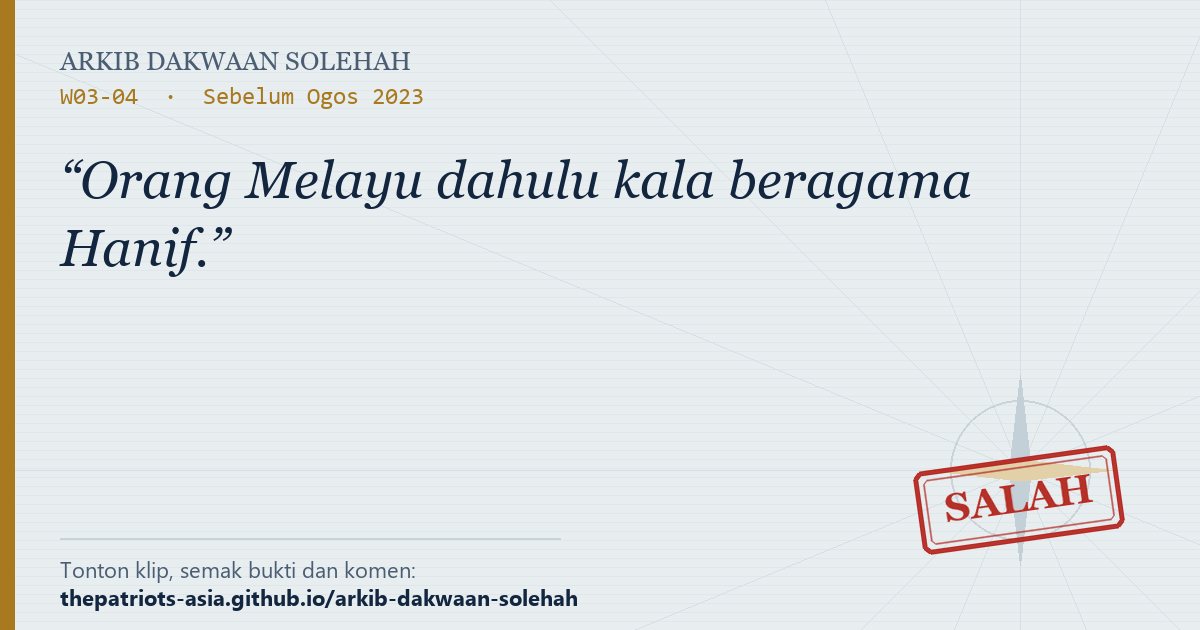 ARKIB DAKWAAN SOLEHAH
W03-04 · Sebelum Ogos 2023
“Orang Melayu dahulu kala beragama
Hanif.”
SALAH
Tonton klip, semak bukti dan komen:
thepatriots-asia.github.io/arkib-dakwaan-solehah